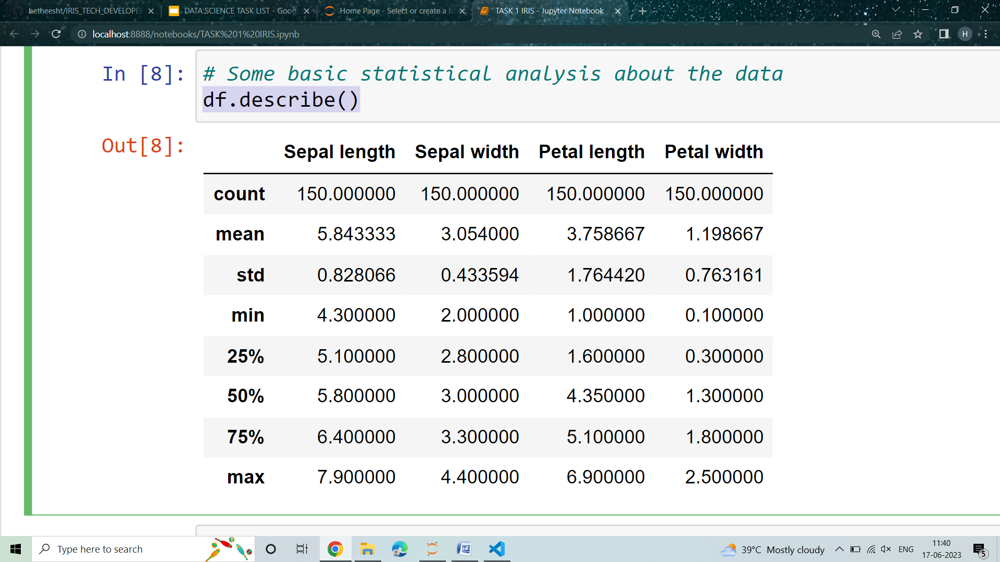 hetheesht/IRIS_TECH_DEVELOPER
DATA SCIENCE TASK LIST - Goog
Home Page - Select or create a n
TASK 1 IRIS - Jupyter Notebook
localhost:8888/notebooks/TASK%201%20IRIS.ipynb
H
In [8]: # Some basic statistical analysis about the data
df.describe()
Out[8]:
Sepal length Sepal width Petal length Petal width
count 150.000000 150.000000 150.000000 150.000000
mean 5.843333 3.054000 3.758667 1.198667
std 0.828066 0.433594 1.764420 0.763161
min 4.300000 2.000000 1.000000 0.100000
25% 5.100000 2.800000 1.600000 0.300000
50% 5.800000 3.000000 4.350000 1.300000
75% 6.400000 3.300000 5.100000 1.800000
max 7.900000 4.400000 6.900000 2.500000
Type here to search
39°C Mostly cloudy
ENG
11:40
17-06-2023
5